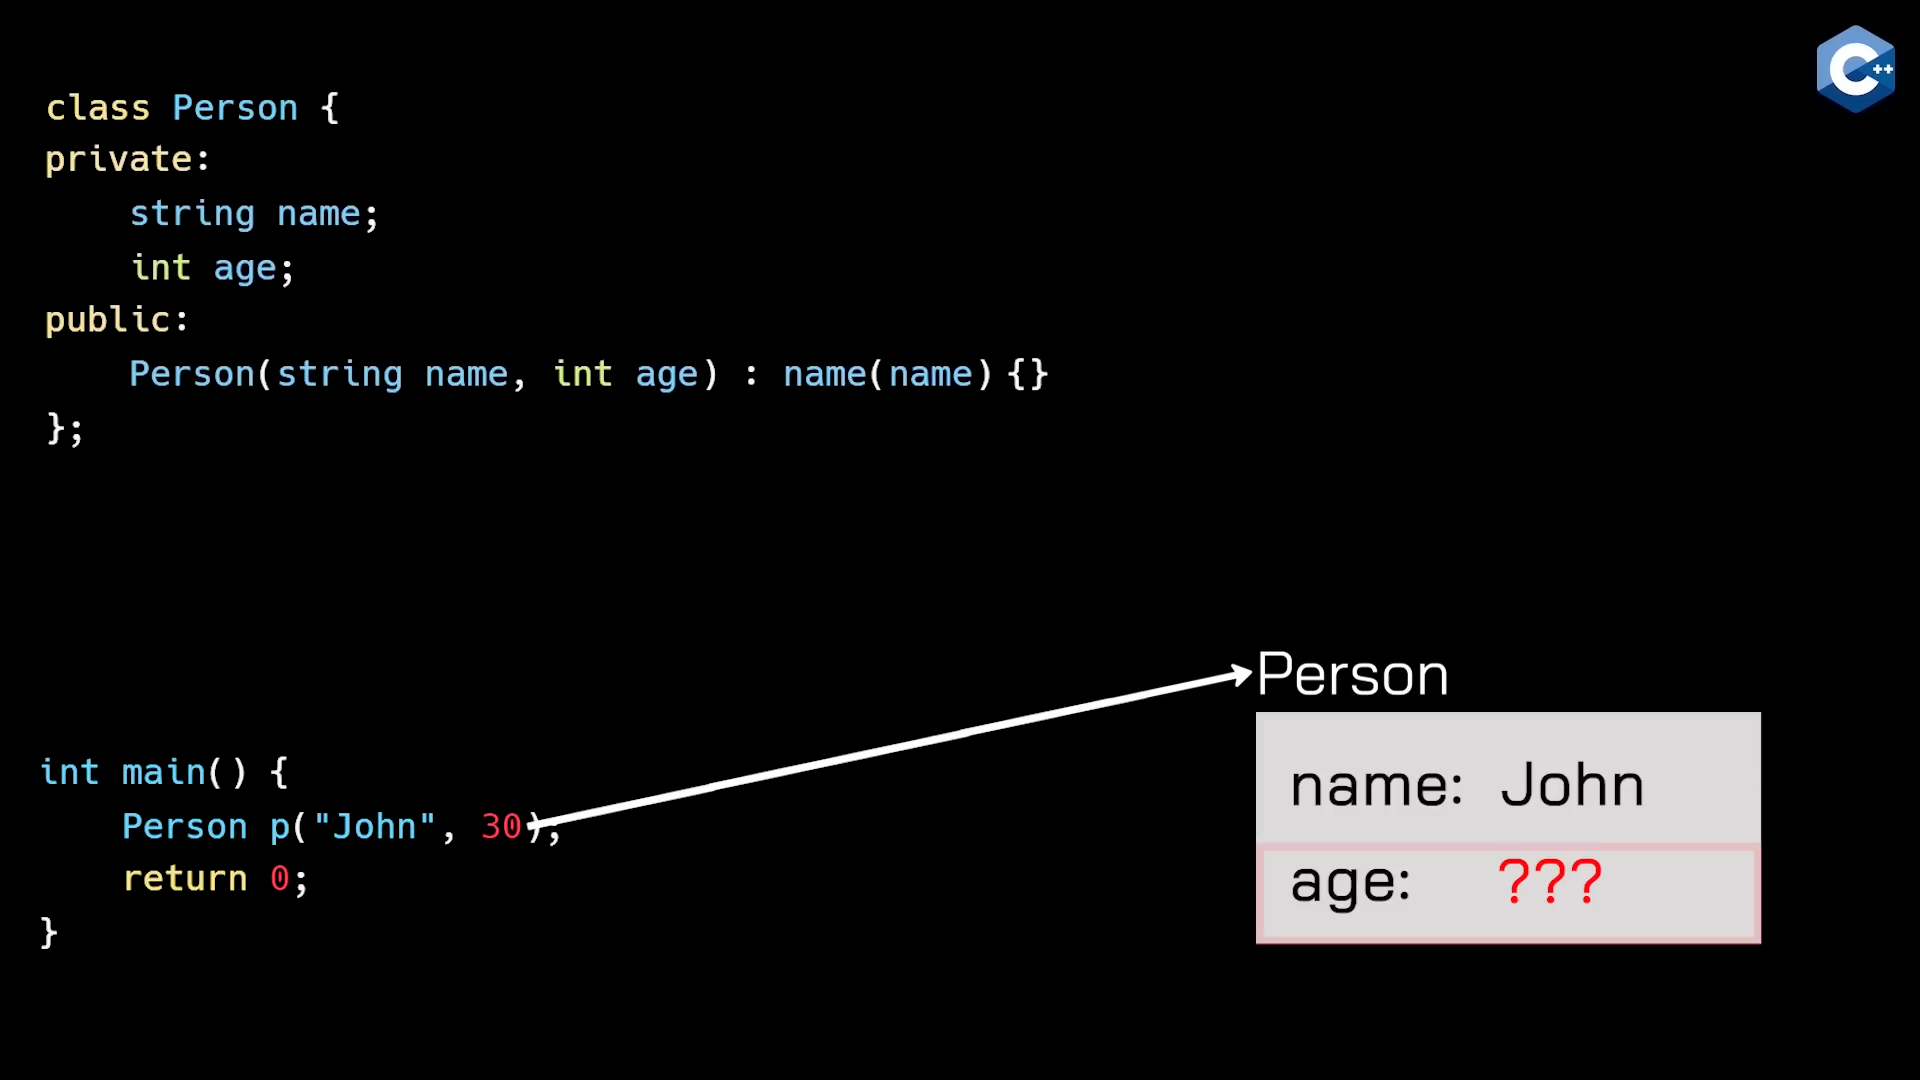 C++
class Person {
private:
    string name;
    int age;
public:
    Person(string name, int age) : name(name) {}
};
int main() {
    Person p("John", 30);
    return 0;
}
Person
name: John
age: ???